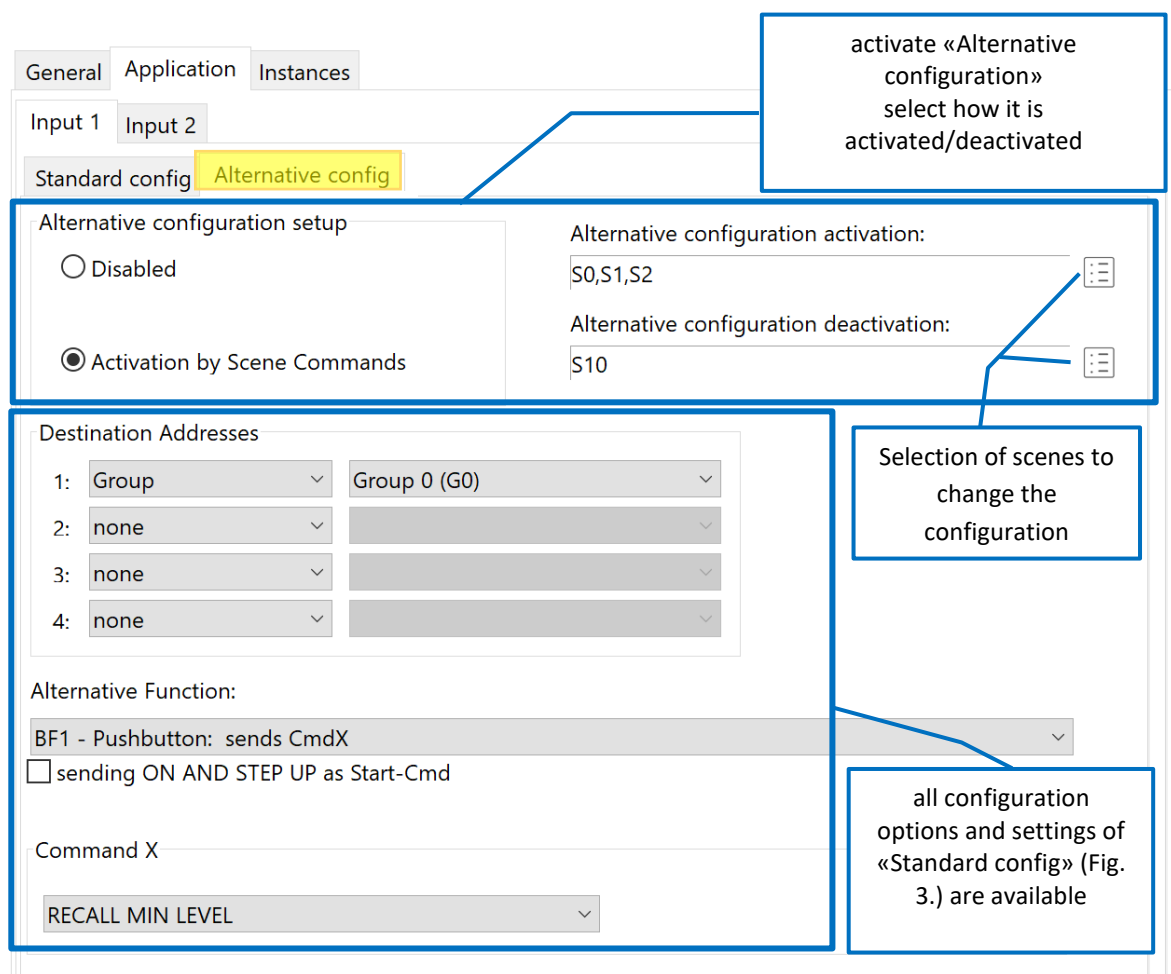 activate «Alternative
configuration»
select how it is
activated/deactivated
General Application Instances
Input 1 Input 2
Standard config Alternative config
Alternative configuration setup
Disabled
Activation by Scene Commands
Alternative configuration activation:
S0,S1,S2
Alternative configuration deactivation:
S10
Selection of scenes to
change the
configuration
Destination Addresses
1: Group Group 0 (G0)
2: none
3: none
4: none
Alternative Function:
BF1 - Pushbutton: sends CmdX
sending ON AND STEP UP as Start-Cmd
all configuration
options and settings of
«Standard config» (Fig.
3.) are available
Command X
RECALL MIN LEVEL